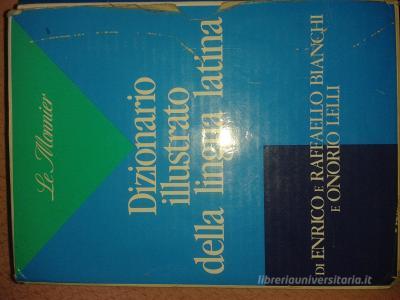 Le Monnier
Dizionario
illustrato
della lingua latina
DI ENRICO E RAFFAELLO BIANCHI
E ONORIO LELLI
libreriauniversitaria.it